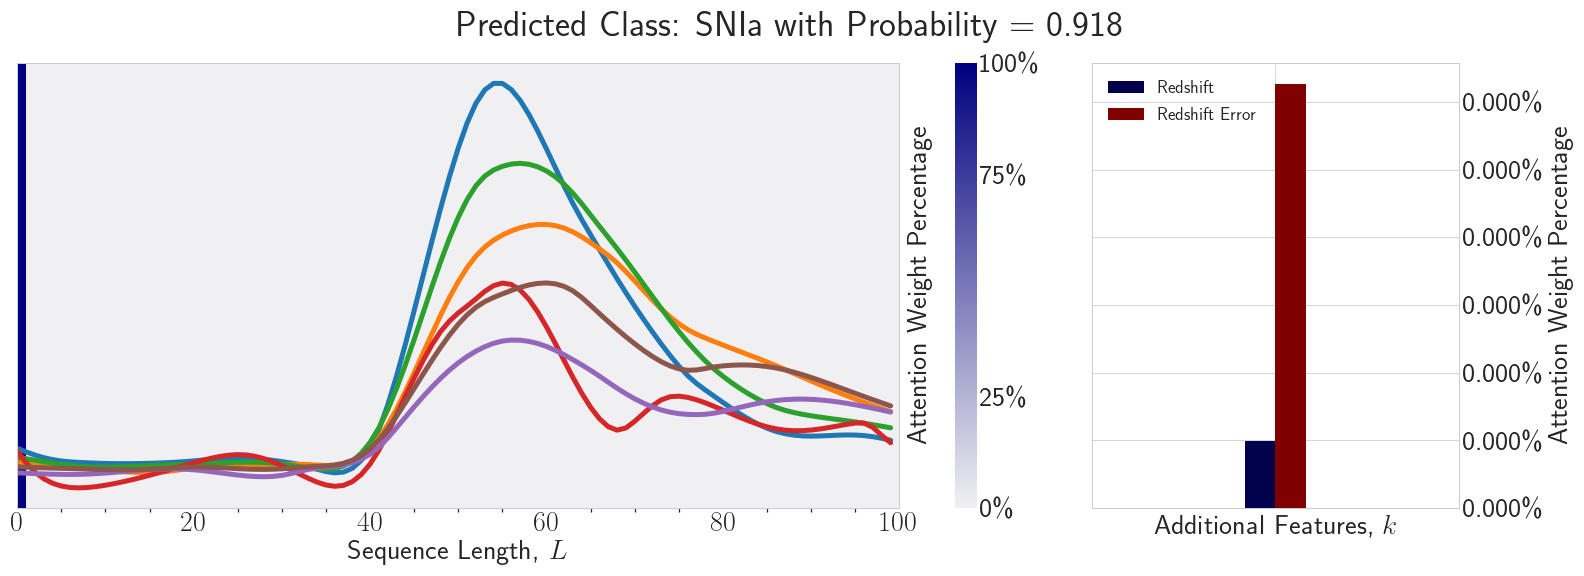 Predicted Class: SNIa with Probability = 0.918
0
20
40
60
80
100
Sequence Length, L
100%
75%
25%
0%
Attention Weight Percentage
Redshift
Redshift Error
Additional Features, k
0.000%
0.000%
0.000%
0.000%
0.000%
0.000%
0.000%
Attention Weight Percentage